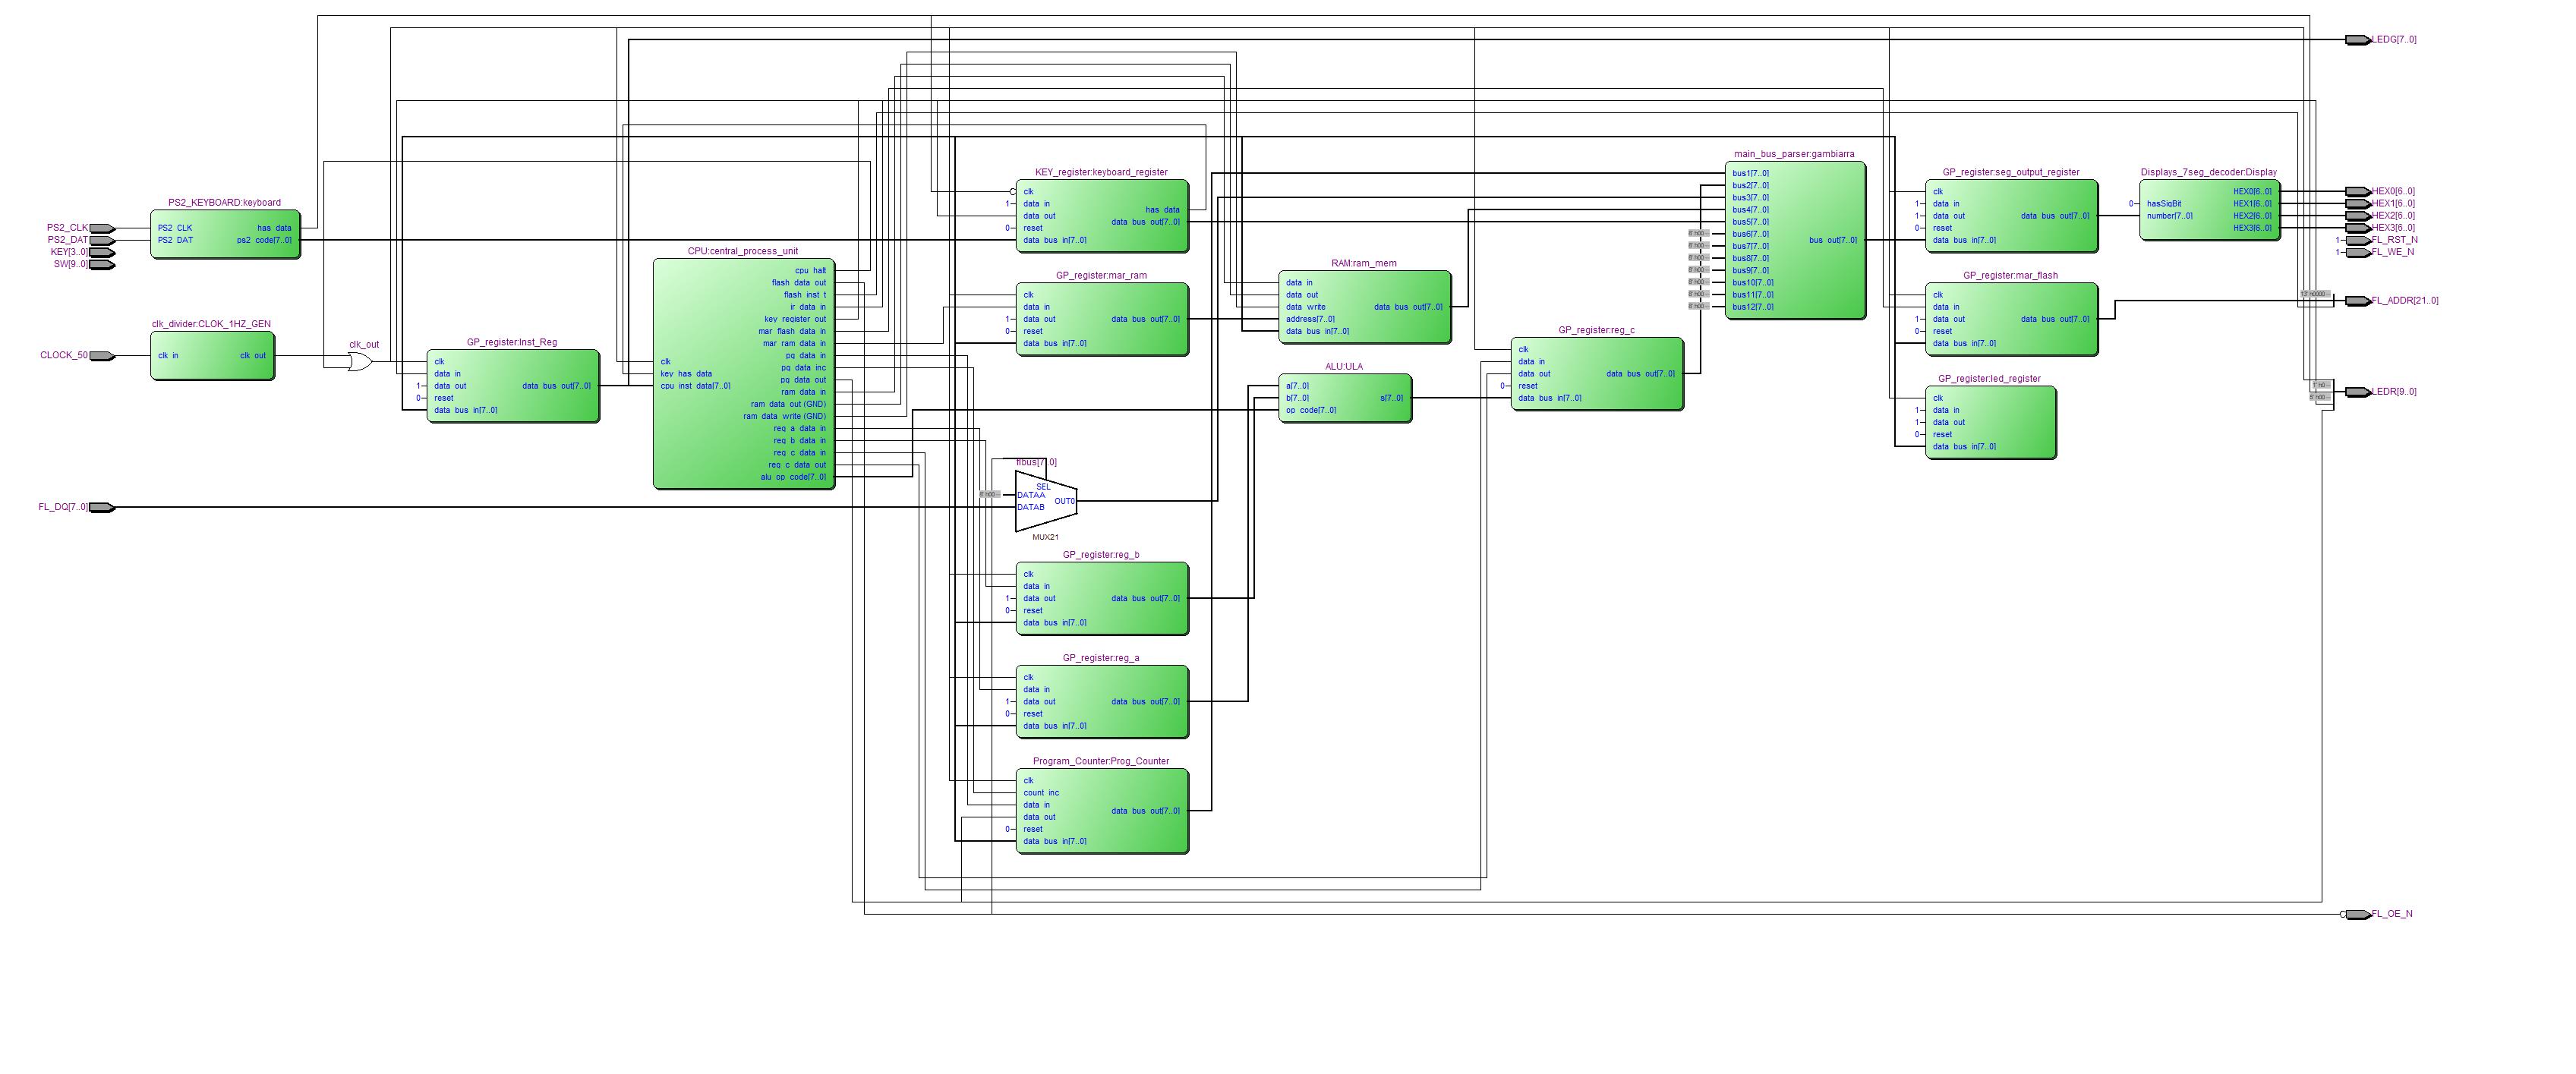 LEDG[7..0]
PS2_CLK
PS2_DAT
KEY[3..0]
SW[9..0]
PS2_KEYBOARD:keyboard
PS2 CLK
has data
PS2 DAT
ps2 code[7..0]
CLOCK_50
clk_divider:CLOK_1HZ_GEN
clk in
clk out
clk_out
GP_register:Inst_Reg
clk
data in
1
data out
data bus out[7..0]
0
reset
data bus in[7..0]
CPU:central_process_unit
cpu halt
flash data out
flash inst t
ir data in
key register out
mar flash data in
mar ram data in
clk
pg data in
key has data
pg data inc
cpu inst data[7..0]
pg data out
ram data in
ram data out (GND)
ram data write (GND)
reg a data in
reg b data in
reg c data in
reg c data out
alu op code[7..0]
FL_DQ[7..0]
KEY_register:keyboard_register
clk
1
data in
has data
data out
data bus out[7..0]
0
reset
data bus in[7..0]
GP_register:mar_ram
clk
data in
1
data out
data bus out[7..0]
0
reset
data bus in[7..0]
SEL
DATAA
OUT0
DATAB
MUX21
GP_register:reg_b
clk
data in
1
data out
data bus out[7..0]
0
reset
data bus in[7..0]
GP_register:reg_a
clk
data in
1
data out
data bus out[7..0]
0
reset
data bus in[7..0]
Program_Counter:Prog_Counter
clk
count inc
data in
data bus out[7..0]
data out
0
reset
data bus in[7..0]
RAM:ram_mem
data in
data out
data write
data bus out[7..0]
address[7..0]
data bus in[7..0]
ALU:ULA
a[7..0]
b[7..0]
s[7..0]
op code[7..0]
GP_register:reg_c
clk
data in
data out
data bus out[7..0]
0
reset
data bus in[7..0]
main_bus_parser:gambiarra
bus1[7..0]
bus2[7..0]
bus3[7..0]
bus4[7..0]
bus5[7..0]
bus6[7..0]
bus7[7..0]
bus out[7..0]
bus8[7..0]
bus9[7..0]
bus10[7..0]
bus11[7..0]
bus12[7..0]
GP_register:seg_output_register
clk
1
data in
1
data out
data bus out[7..0]
0
reset
data bus in[7..0]
GP_register:mar_flash
clk
data in
1
data out
data bus out[7..0]
0
reset
data bus in[7..0]
GP_register:led_register
clk
1
data in
1
data out
0
reset
data bus in[7..0]
Displays_7seg_decoder:Display
HEX0[6..0]
0
hasSigBit
HEX1[6..0]
number[7..0]
HEX2[6..0]
HEX3[6..0]
HEX0[6..0]
HEX1[6..0]
HEX2[6..0]
HEX3[6..0]
1
FL_RST_N
1
FL_WE_N
FL_ADDR[21..0]
LEDR[9..0]
FL_OE_N